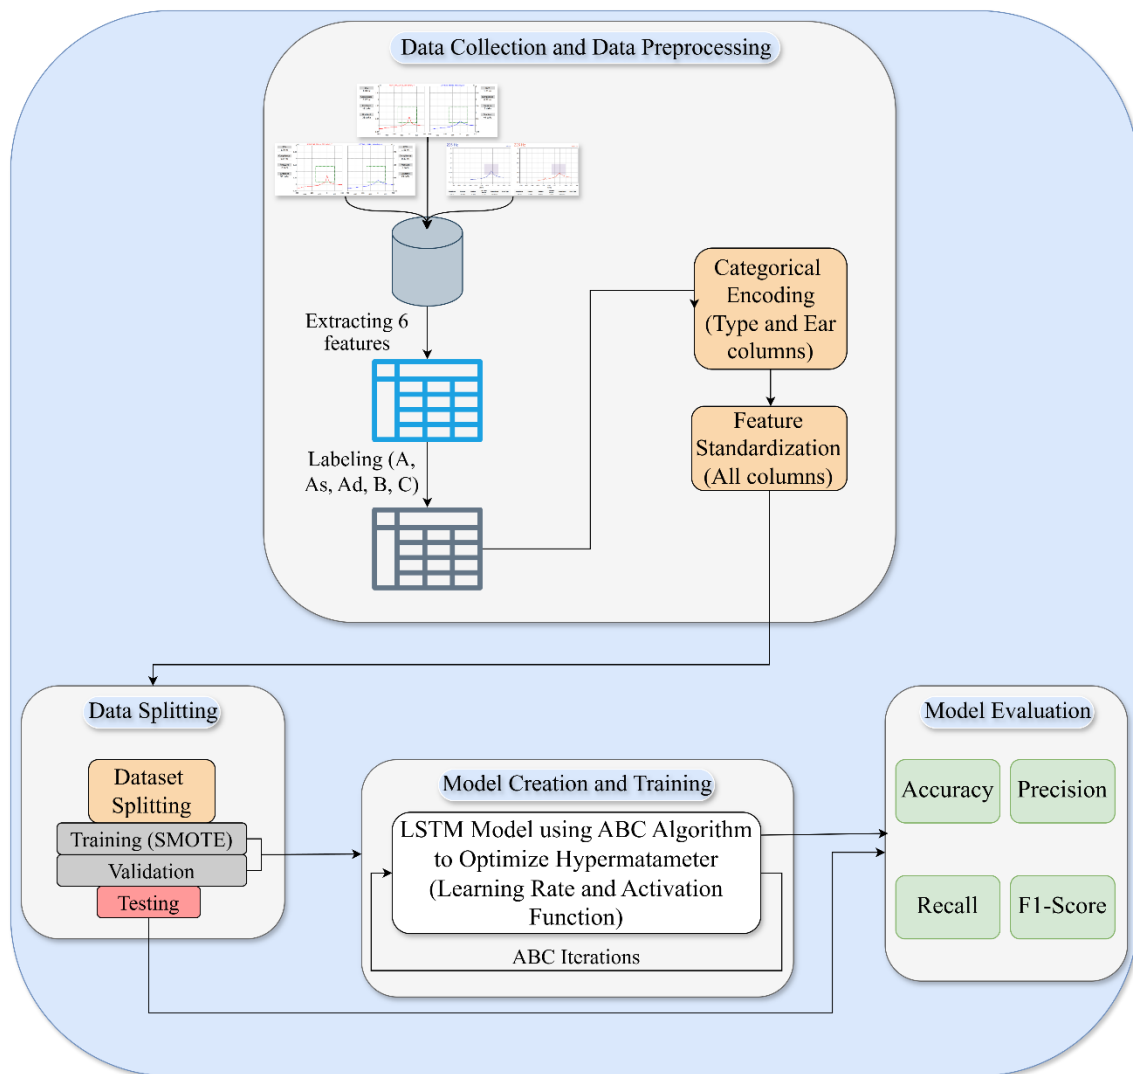 Data Collection and Data Preprocessing
Extracting 6
features
Labeling (A,
As, Ad, B, C)
Categorical
Encoding
(Type and Ear
columns)
Feature
Standardization
(All columns)
Data Splitting
Dataset
Splitting
Training (SMOTE)
Validation
Testing
Model Creation and Training
LSTM Model using ABC Algorithm
to Optimize Hypermatameter
(Learning Rate and Activation
Function)
ABC Iterations
Model Evaluation
Accuracy
Precision
Recall
F1-Score